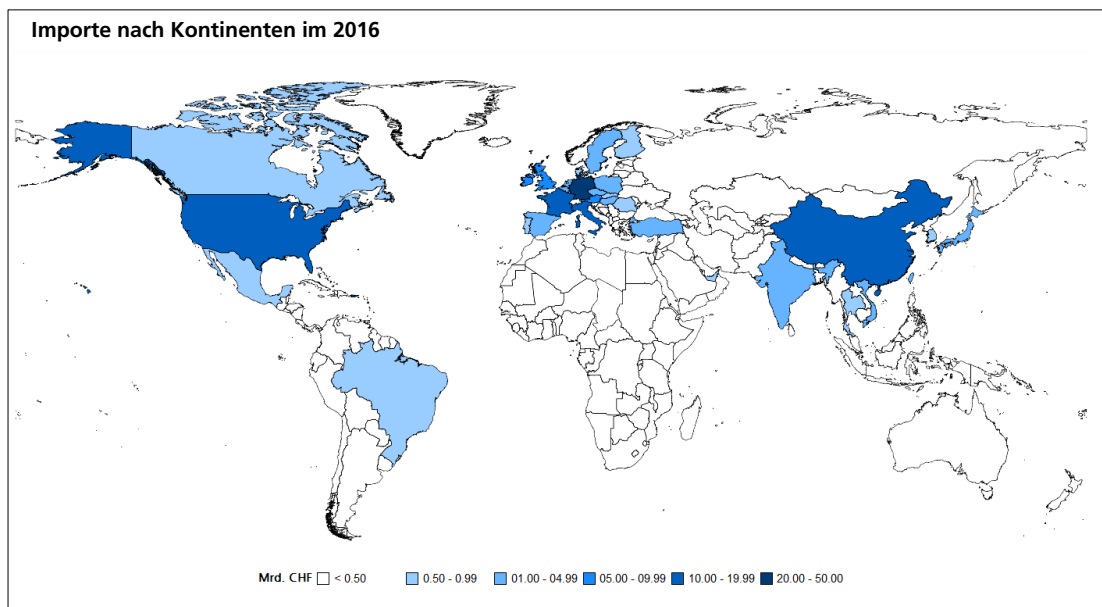 Importe nach Kontinenten im 2016
Mrd. CHF < 0.50 0.50 - 0.99 01.00 - 04.99 05.00 - 09.99 10.00 - 19.99 20.00 - 50.00